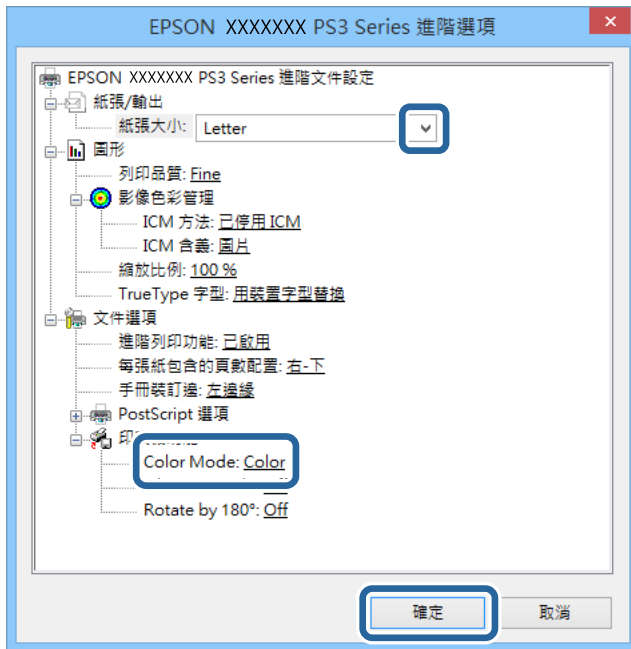 EPSON XXXXXXX PS3 Series 進階選項
EPSON XXXXXXX PS3 Series 進階文件設定
紙張/輸出
紙張大小: Letter
圖形
列印品質: Fine
影像色彩管理
ICM 方法: 已停用 ICM
ICM 含義: 圖片
縮放比例: 100 %
TrueType 字型: 用裝置字型替換
文件選項
進階列印功能: 已啟用
每張紙包含的頁數配置: 右-下
手冊裝訂邊: 左邊緣
PostScript 選項
Color Mode: Color
Rotate by 180°: Off
確定
取消